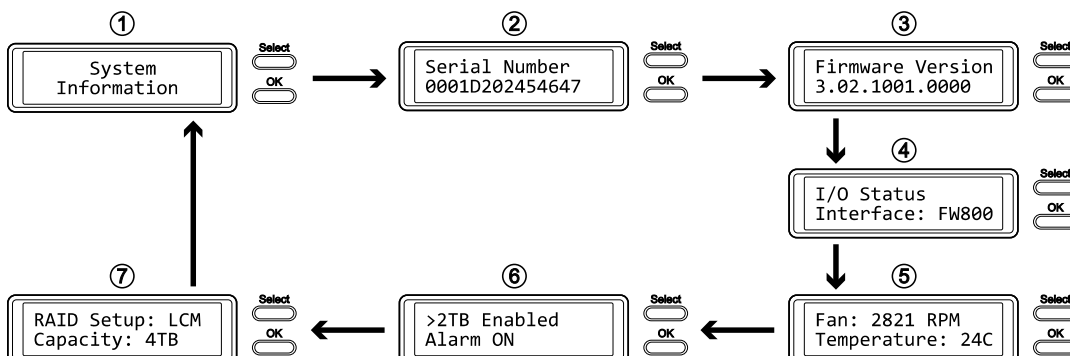 ①
System
Information
Select
OK
②
Serial Number
0001D202454647
Select
OK
③
Firmware Version
3.02.1001.0000
Select
OK
④
I/O Status
Interface: FW800
Select
OK
⑤
Fan: 2821 RPM
Temperature: 24C
Select
OK
⑥
>2TB Enabled
Alarm ON
Select
OK
⑦
RAID Setup: LCM
Capacity: 4TB
Select
OK